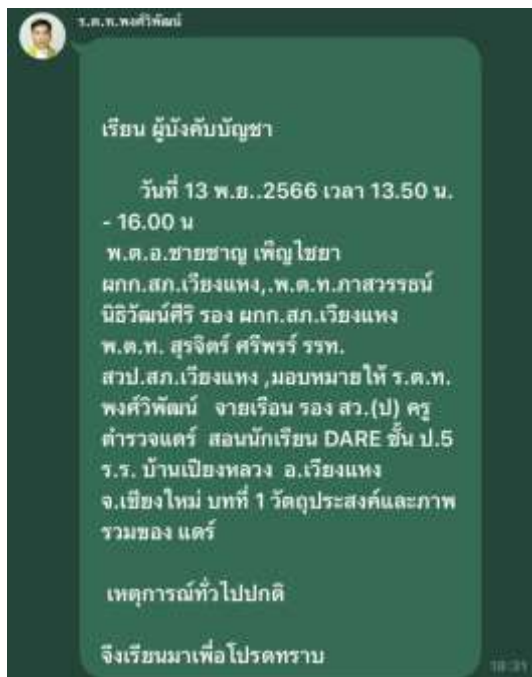 ร.ต.ท.พงศ์วิพัฒน์
เรียน ผู้บังคับบัญชา
วันที่ 13 พ.ย..2566 เวลา 13.50 น.
- 16.00 น
พ.ต.อ.ชายชาญ เพ็ญไชยา
ผกก.สภ.เวียงแหง,.พ.ต.ท.ภาสวรรธน์
นิธิวัฒน์ศิริ รอง ผกก.สภ.เวียงแหง
พ.ต.ท. สุรจิตร์ ศรีพรร์ รรท.
สวป.สภ.เวียงแหง ,มอบหมายให้ ร.ต.ท.
พงศ์วิพัฒน์ จายเรือน รอง สว.(ป) ครู
ตำรวจแดร์ สอนนักเรียน DARE ชั้น ป.5
ร.ร. บ้านเปียงหลวง อ.เวียงแหง
จ.เชียงใหม่ บทที่ 1 วัตถุประสงค์และภาพ
รวมของ แดร์
เหตุการณ์ทั่วไปปกติ
จึงเรียนมาเพื่อโปรดทราบ
18:31